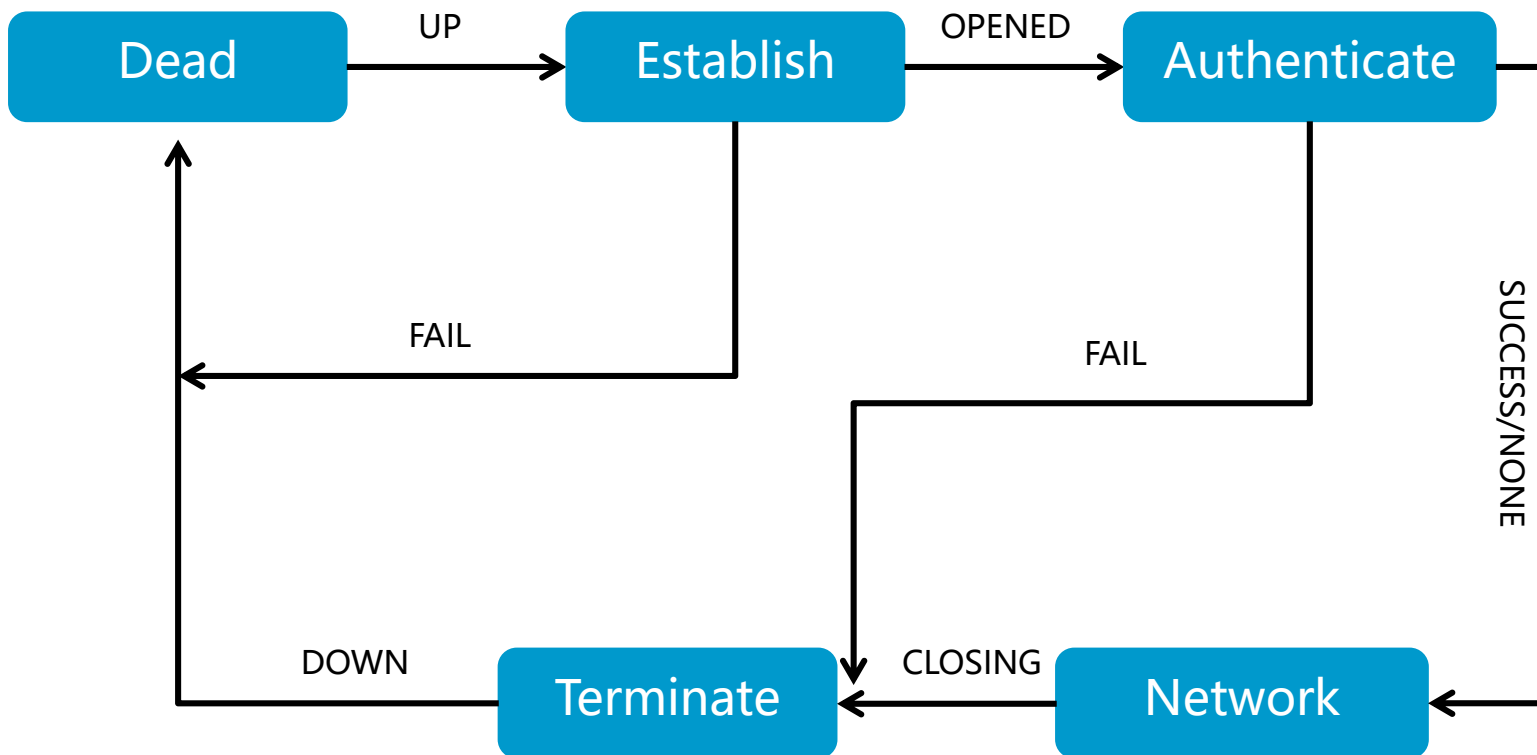 UP
OPENED
Dead
Establish
Authenticate
FAIL
FAIL
SUCCESS/NONE
DOWN
CLOSING
Terminate
Network